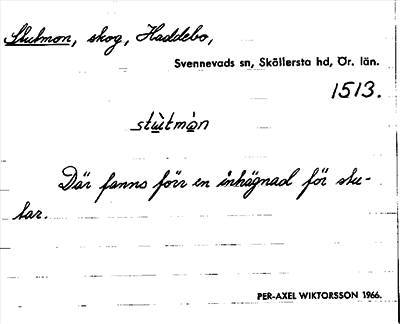 Stutmon, skog, Haddebo,
Svennevads sn, Sköllersta hd, Ör. län.
1513.
stùtmòn
Där fanns förr en inhägnad för stu-
tar.
PER-AXEL WIKTORSSON 1966.